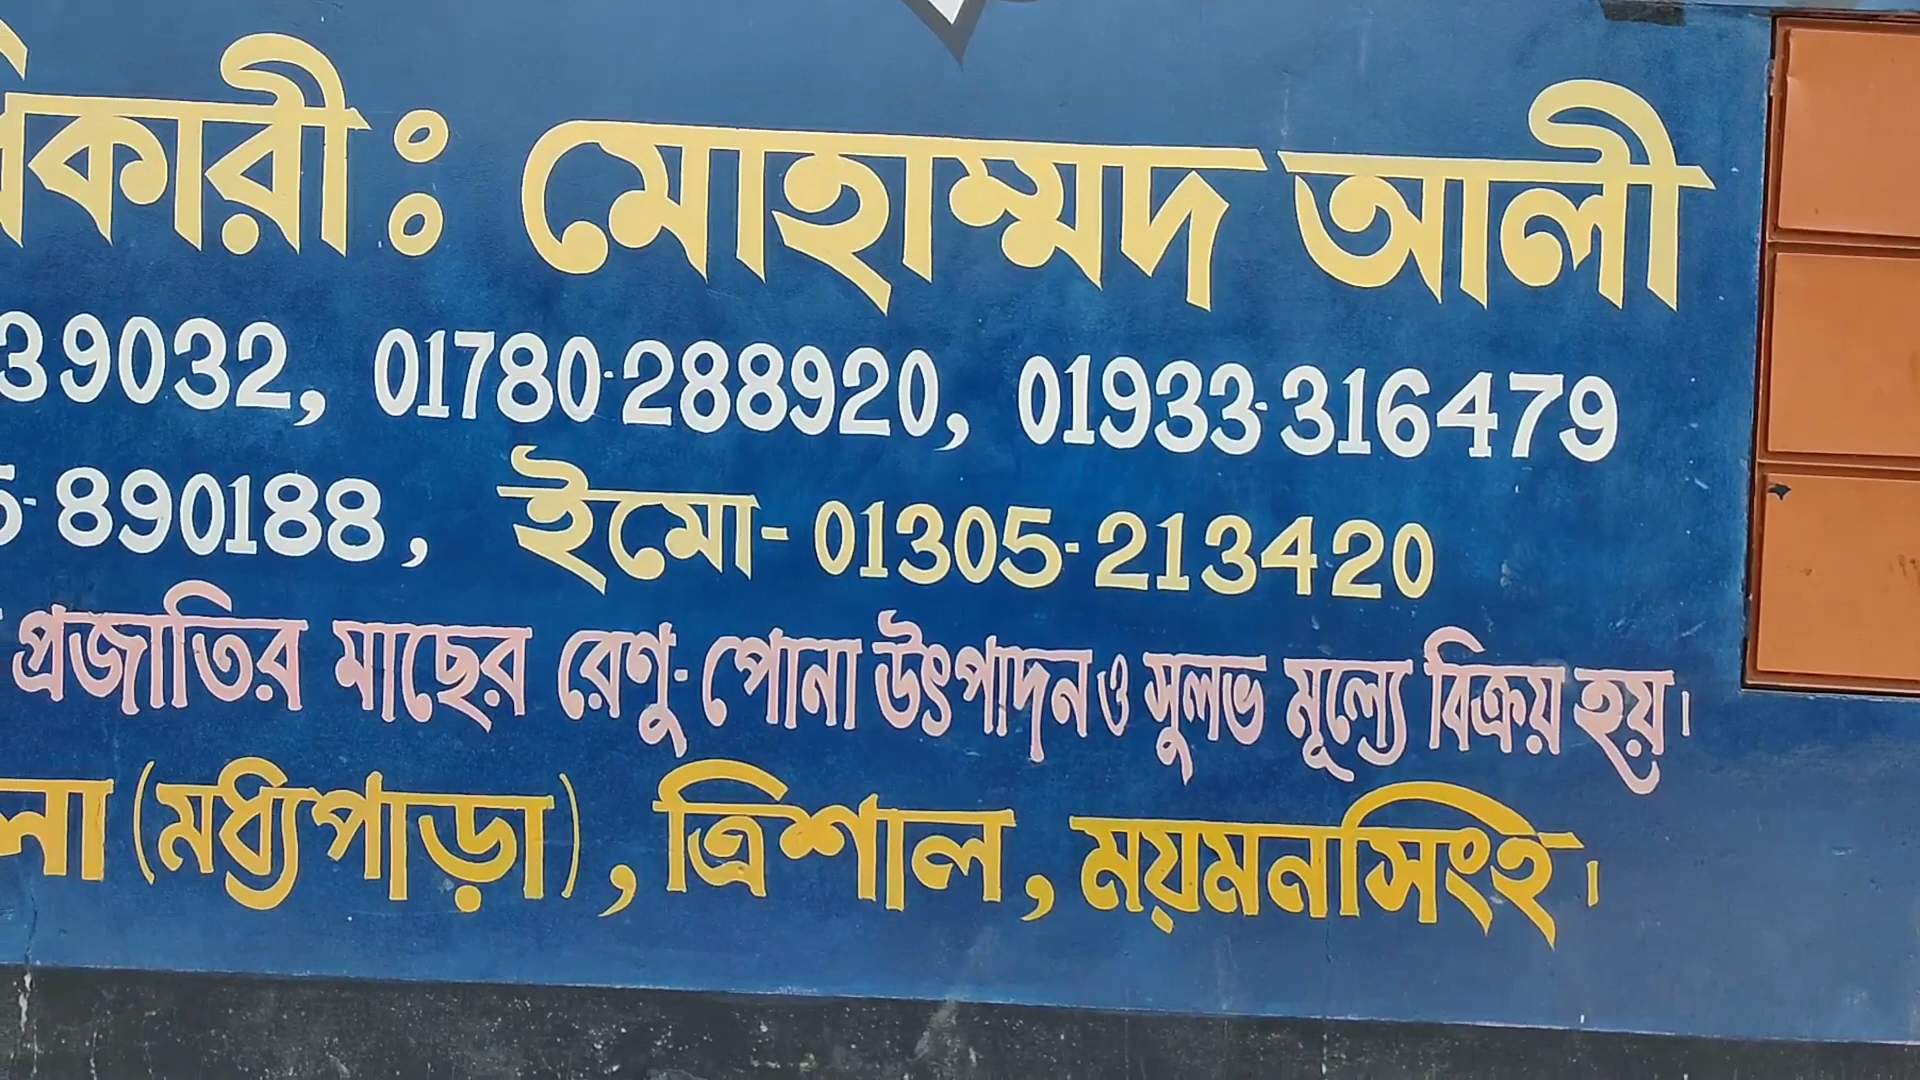 কারী: মোহাম্মদ আলী
39032, 01780-288920, 01933-316479
5-890188, ইমো- 01305-213420
প্রজাতির মাছের রেণু-পোনা উৎপাদন ও সুলভ মূল্যে বিক্রয় হয়।
লা (মধ্যপাড়া), ত্রিশাল, ময়মনসিংহ।